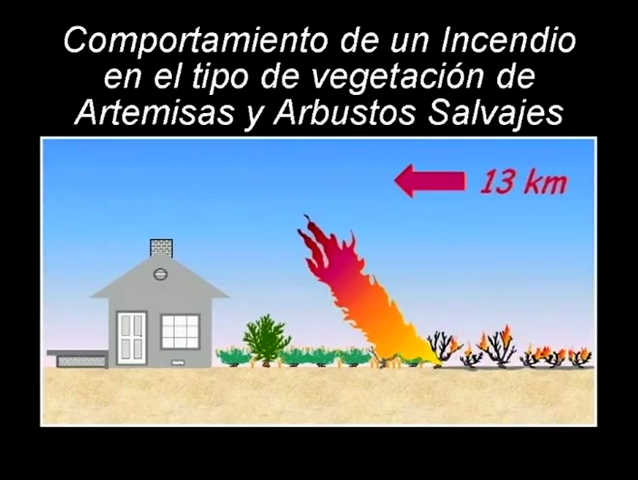 Comportamiento de un Incendio
en el tipo de vegetación de
Artemisas y Arbustos Salvajes
13 km